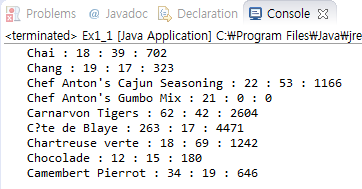 Problems @ Javadoc Declaration Console
<terminated> Ex1_1 [Java Application] C:₩Program Files₩Java₩jre
Chai : 18 : 39 : 702
Chang : 19 : 17 : 323
Chef Anton's Cajun Seasoning : 22 : 53 : 1166
Chef Anton's Gumbo Mix : 21 : 0 : 0
Carnarvon Tigers : 62 : 42 : 2604
C?te de Blaye : 263 : 17 : 4471
Chartreuse verte : 18 : 69 : 1242
Chocolade : 12 : 15 : 180
Camembert Pierrot : 34 : 19 : 646